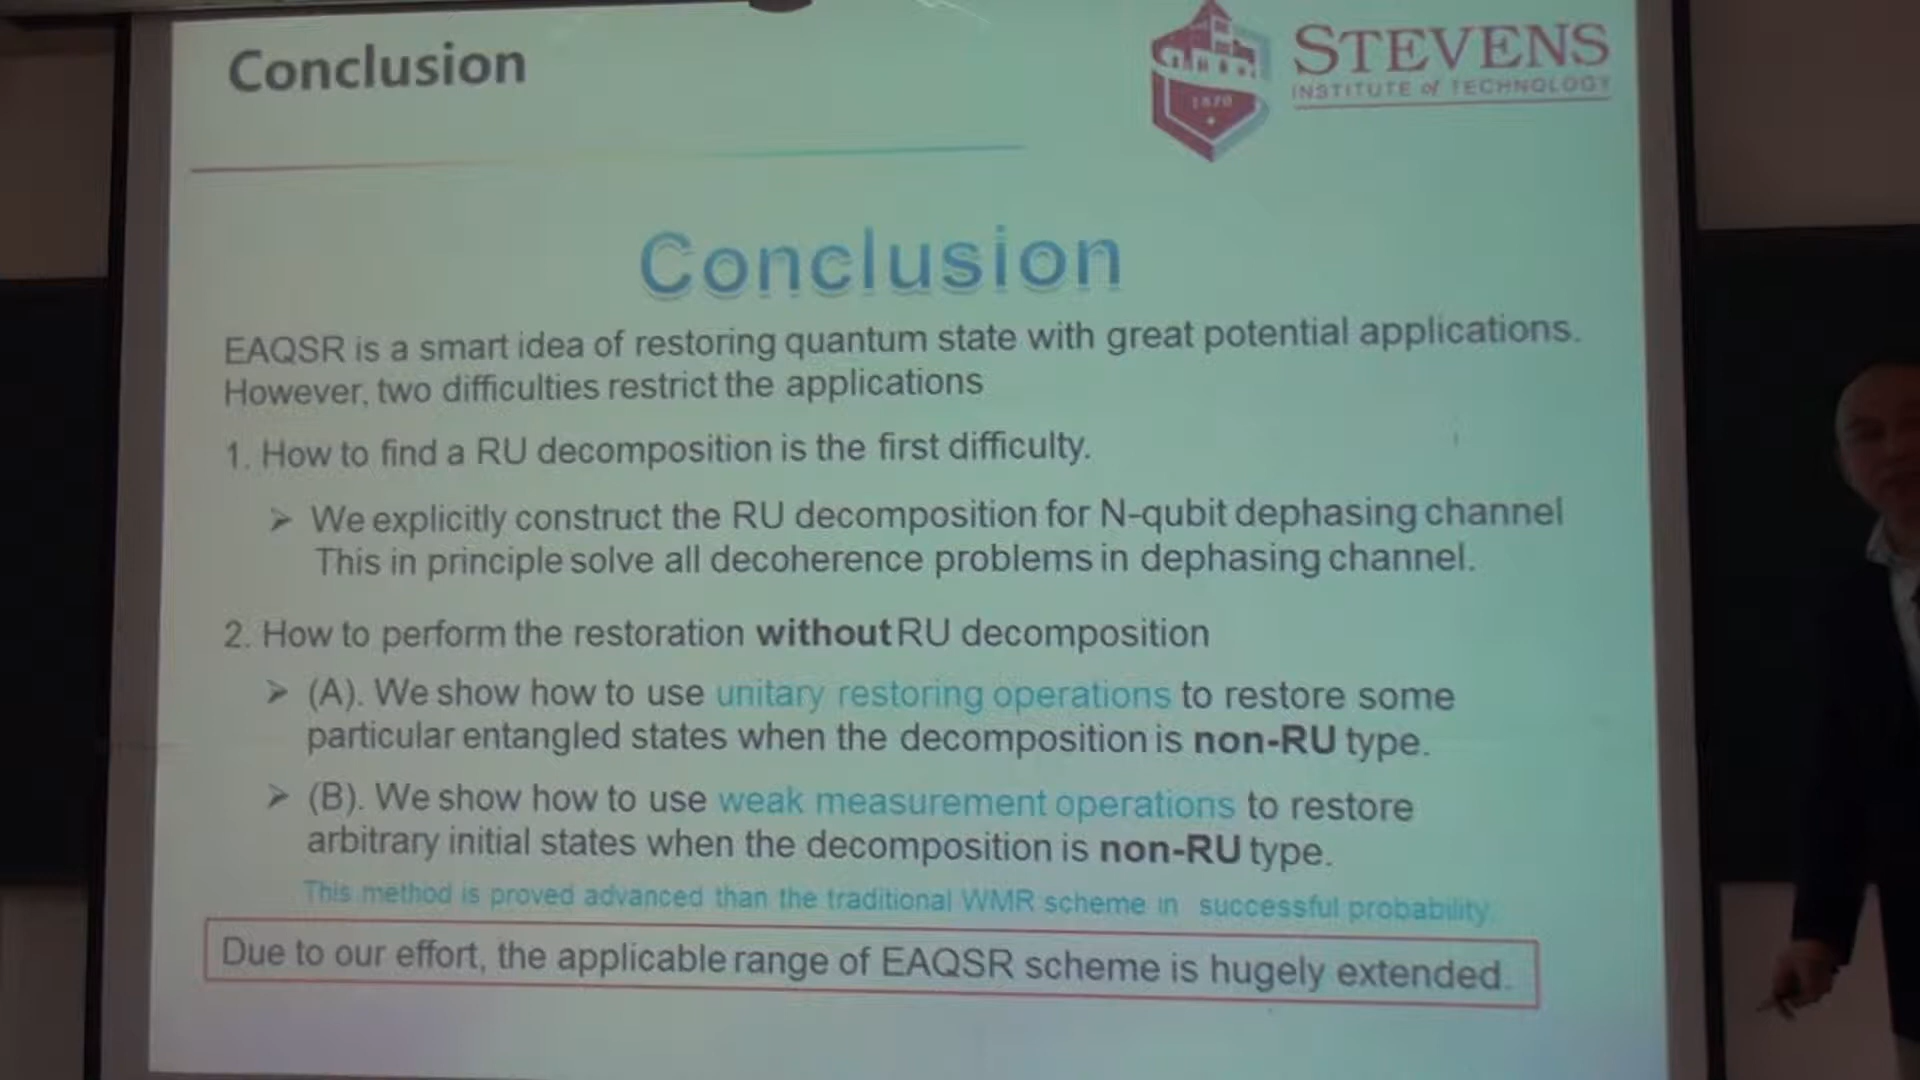 Conclusion
STEVENS
INSTITUTE of TECHNOLOGY
1870
Conclusion
EAQSR is a smart idea of restoring quantum state with great potential applications.
However, two difficulties restrict the applications
1. How to find a RU decomposition is the first difficulty.
➢ We explicitly construct the RU decomposition for N-qubit dephasing channel
This in principle solve all decoherence problems in dephasing channel.
2. How to perform the restoration without RU decomposition
➢ (A). We show how to use unitary restoring operations to restore some
particular entangled states when the decomposition is non-RU type.
➢ (B). We show how to use weak measurement operations to restore
arbitrary initial states when the decomposition is non-RU type.
This method is proved advanced than the traditional WMR scheme in successful probability.
Due to our effort, the applicable range of EAQSR scheme is hugely extended.